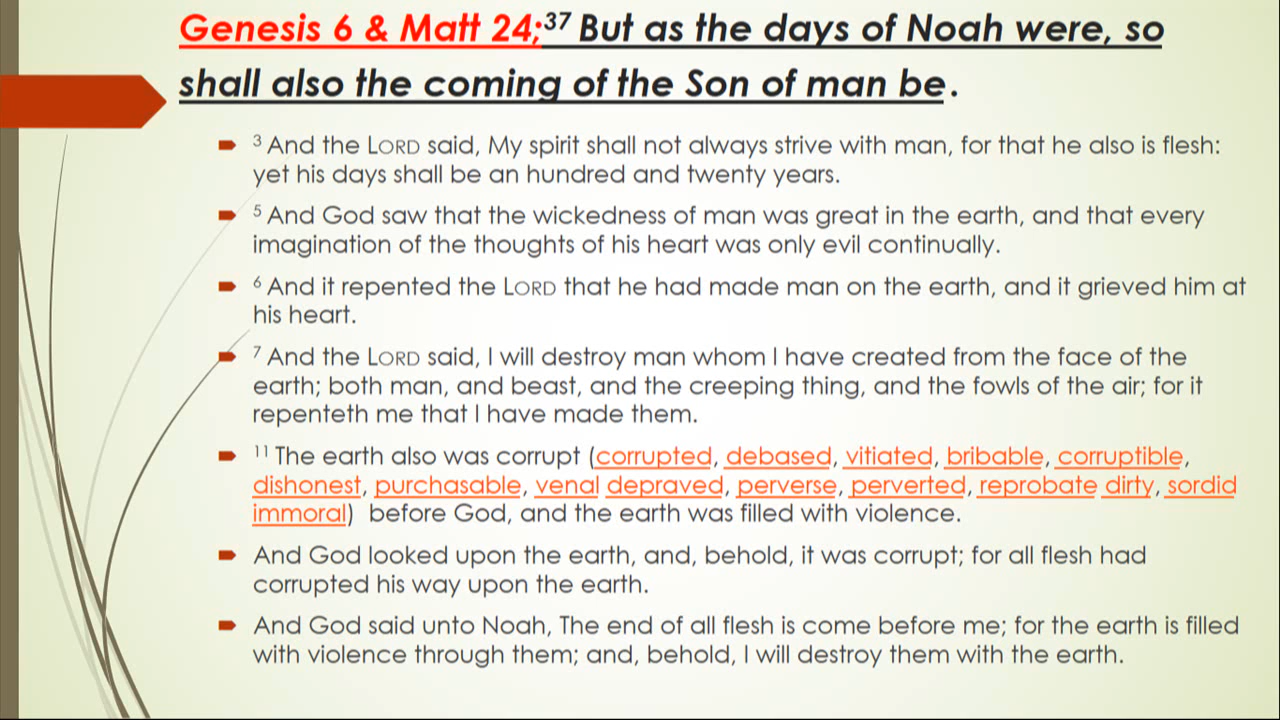 Genesis 6 & Matt 24;37 But as the days of Noah were, so
shall also the coming of the Son of man be.
3 And the LORD said, My spirit shall not always strive with man, for that he also is flesh:
yet his days shall be an hundred and twenty years.
5 And God saw that the wickedness of man was great in the earth, and that every
imagination of the thoughts of his heart was only evil continually.
6 And it repented the LORD that he had made man on the earth, and it grieved him at
his heart.
7 And the LORD said, I will destroy man whom I have created from the face of the
earth; both man, and beast, and the creeping thing, and the fowls of the air; for it
repenteth me that I have made them.
11 The earth also was corrupt (corrupted, debased, vitiated, bribable, corruptible,
dishonest, purchasable, venal depraved, perverse, perverted, reprobate dirty, sordid
immoral) before God, and the earth was filled with violence.
And God looked upon the earth, and, behold, it was corrupt; for all flesh had
corrupted his way upon the earth.
And God said unto Noah, The end of all flesh is come before me; for the earth is filled
with violence through them; and, behold, I will destroy them with the earth.